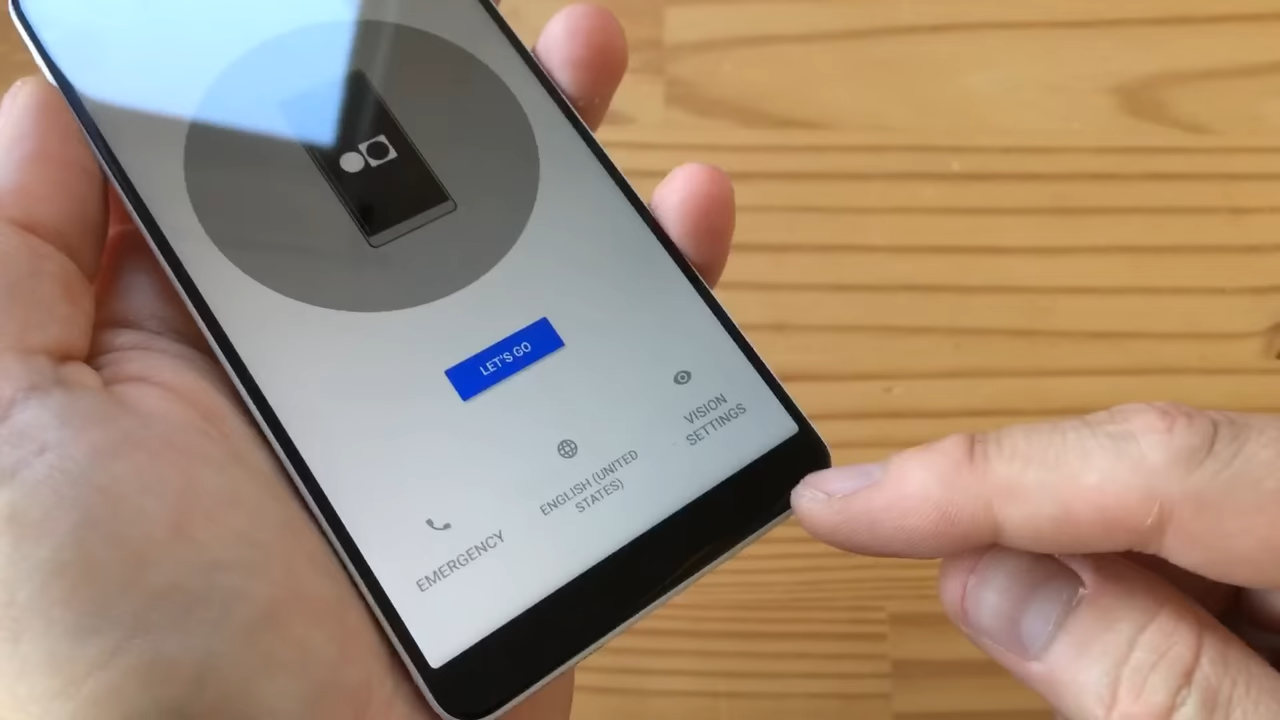 LET'S GO
EMERGENCY
ENGLISH (UNITED
STATES)
VISION
SETTINGS